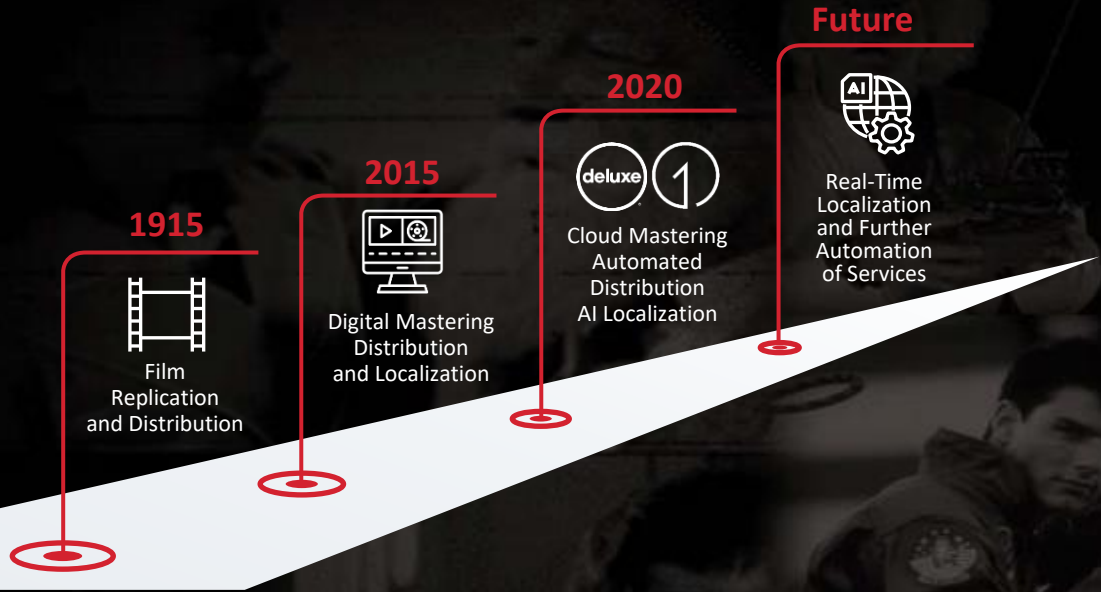 1915
Film
Replication
and Distribution
2015
Digital Mastering
Distribution
and Localization
2020
deluxe
1
Cloud Mastering
Automated
Distribution
AI Localization
Future
AI
Real-Time
Localization
and Further
Automation
of Services